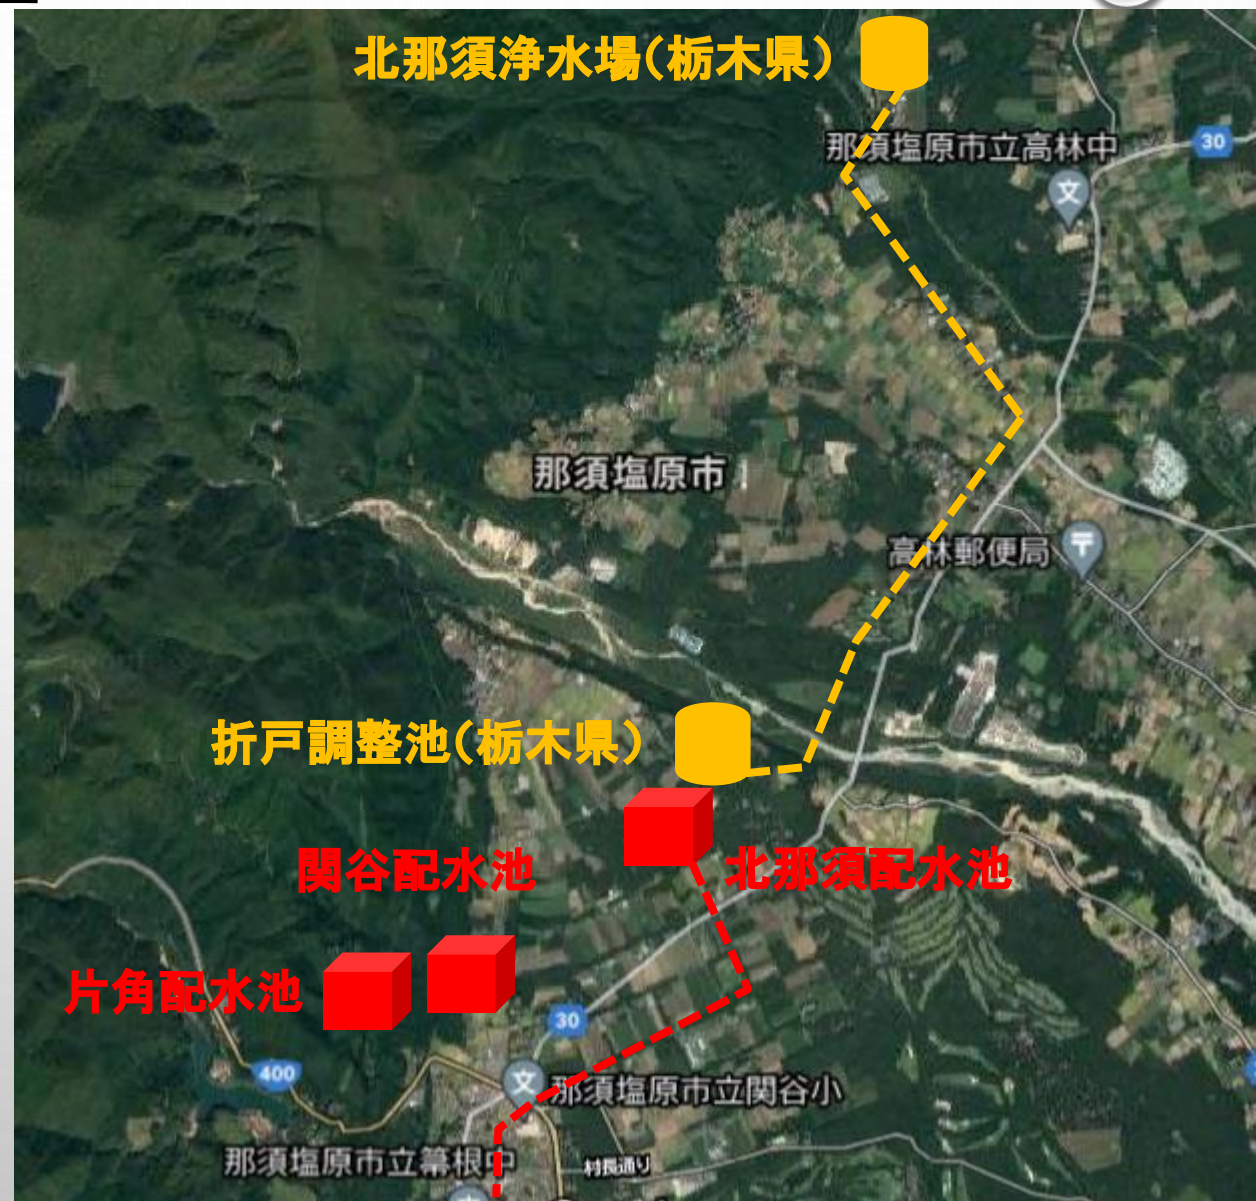 北那須浄水場(栃木県)
那須塩原市立高林中
30
文
那須塩原市
高林郵便局
〒
折戸調整池(栃木県)
関谷配水池
北那須配水池
片角配水池
30
400
文
那須塩原市立関谷小
那須塩原市立箒根中
村長通り